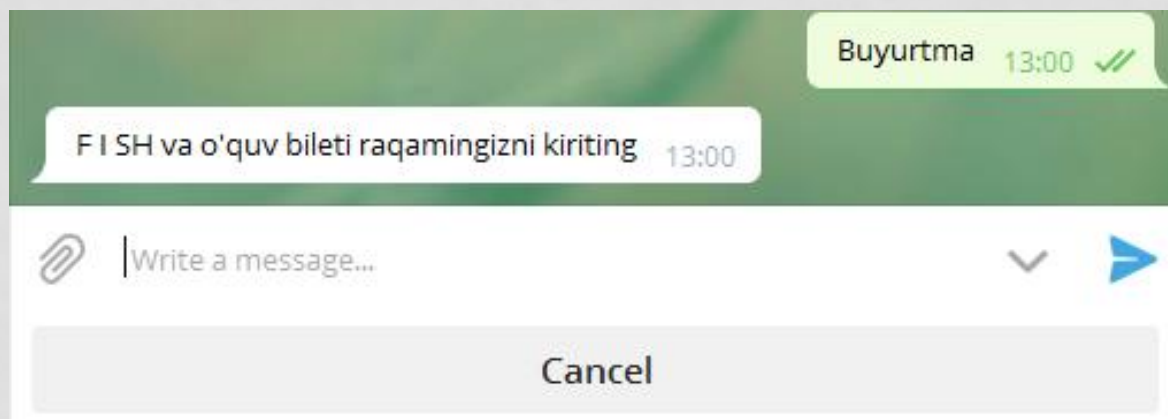 Buyurtma 13:00
F I SH va o'quv bileti raqamingizni kiriting 13:00
Write a message...
Cancel